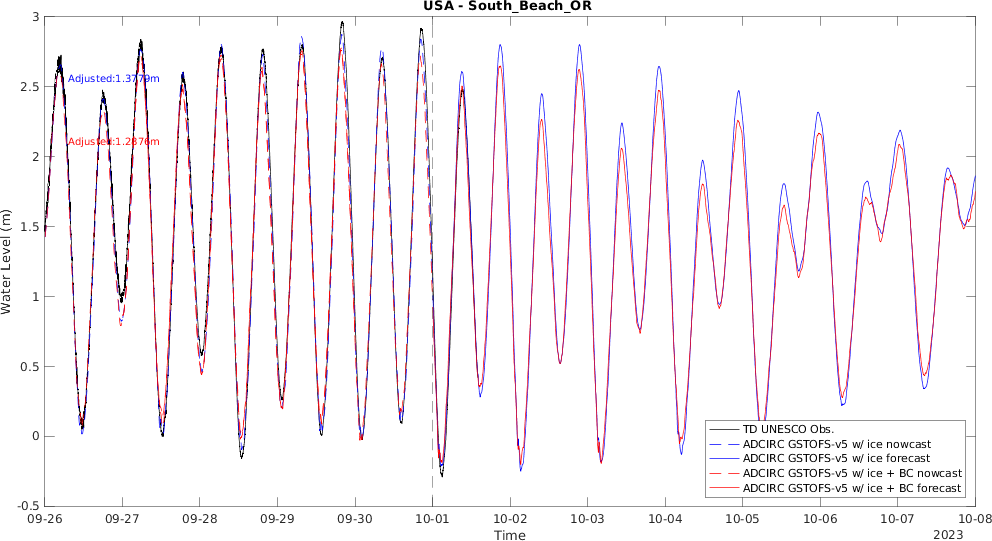 USA - South_Beach_OR
3
2.5
2
1.5
1
0.5
0
-0.5
Water Level (m)
Adjusted:1.3779m
Adjusted:1.2876m
TD UNESCO Obs.
ADCIRC GSTOFS-v5 w/ ice nowcast
ADCIRC GSTOFS-v5 w/ ice forecast
ADCIRC GSTOFS-v5 w/ ice + BC nowcast
ADCIRC GSTOFS-v5 w/ ice + BC forecast
09-26 09-27 09-28 09-29 09-30 10-01 10-02 10-03 10-04 10-05 10-06 10-07 10-08
Time
2023